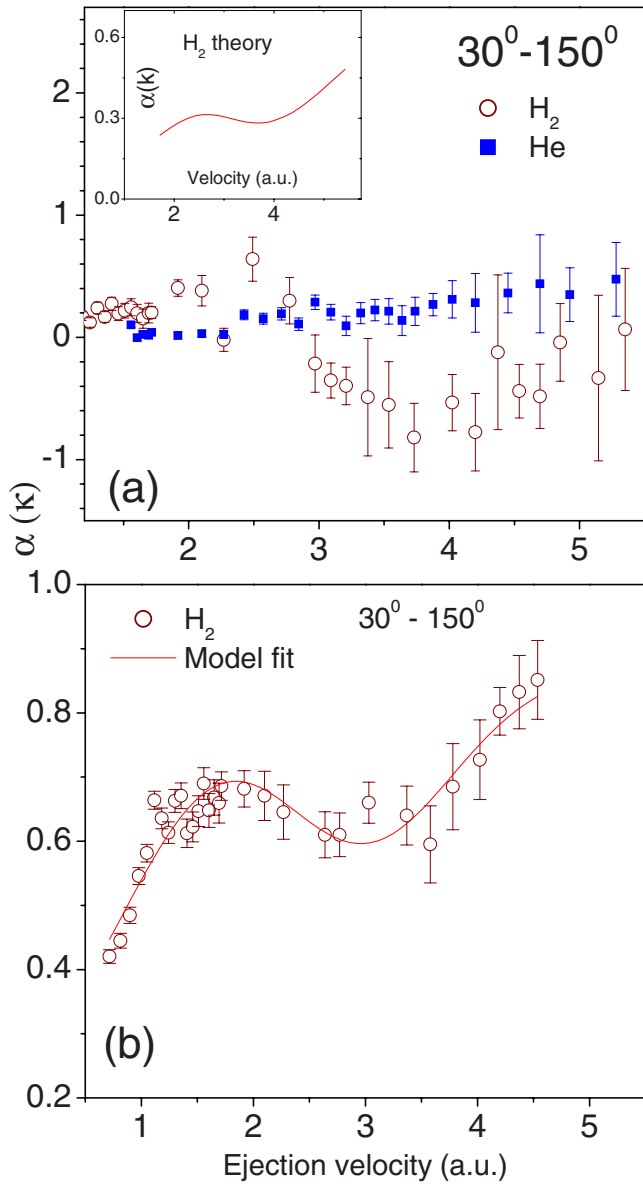 0.6
H₂ theory
α(k)
0.3
Velocity (a.u.)
0.0
2 4
30⁰-150⁰
H₂
He
2
1
0
-1
(a)
2 3 4 5
α (κ)
1.0
H₂ 30⁰ - 150⁰
Model fit
0.8
0.6
0.4
(b)
0.2
1 2 3 4 5
Ejection velocity (a.u.)